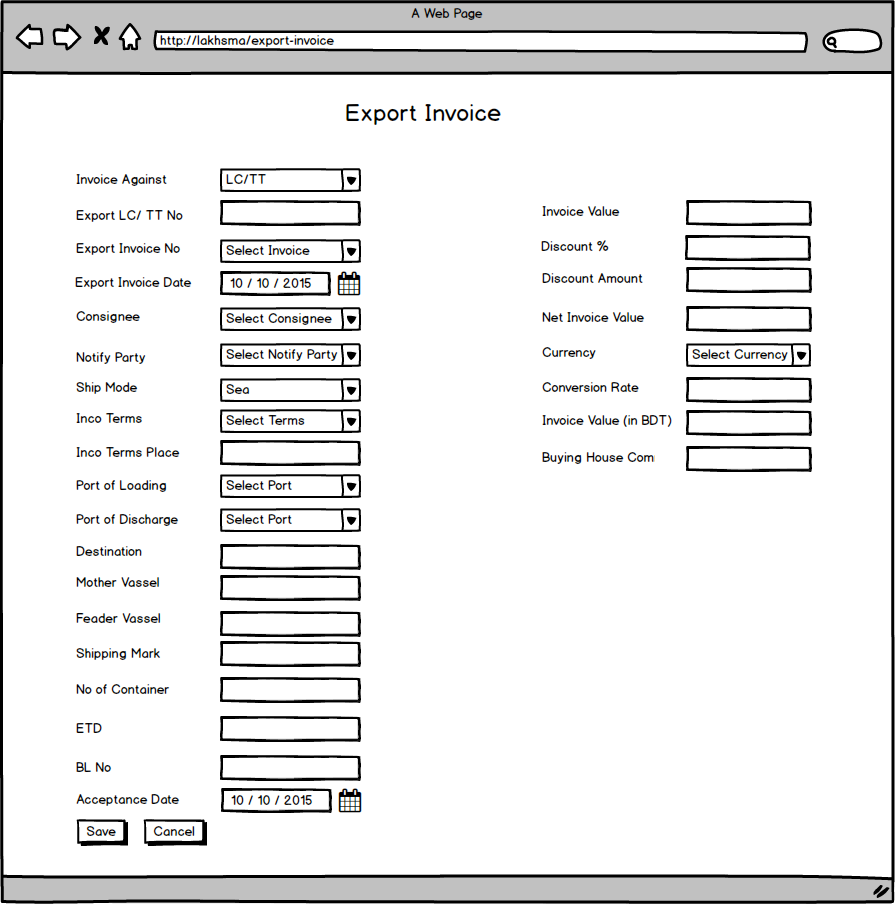 A Web Page
http://lakhsma/export-invoice
Export Invoice
Invoice Against
LC/TT
Export LC/ TT No
Export Invoice No
Select Invoice
Export Invoice Date
10 / 10 / 2015
Consignee
Select Consignee
Notify Party
Select Notify Party
Ship Mode
Sea
Inco Terms
Select Terms
Inco Terms Place
Port of Loading
Select Port
Port of Discharge
Select Port
Destination
Mother Vassel
Feader Vassel
Shipping Mark
No of Container
ETD
BL No
Acceptance Date
10 / 10 / 2015
Save
Cancel
Invoice Value
Discount %
Discount Amount
Net Invoice Value
Currency
Select Currency
Conversion Rate
Invoice Value (in BDT)
Buying House Com